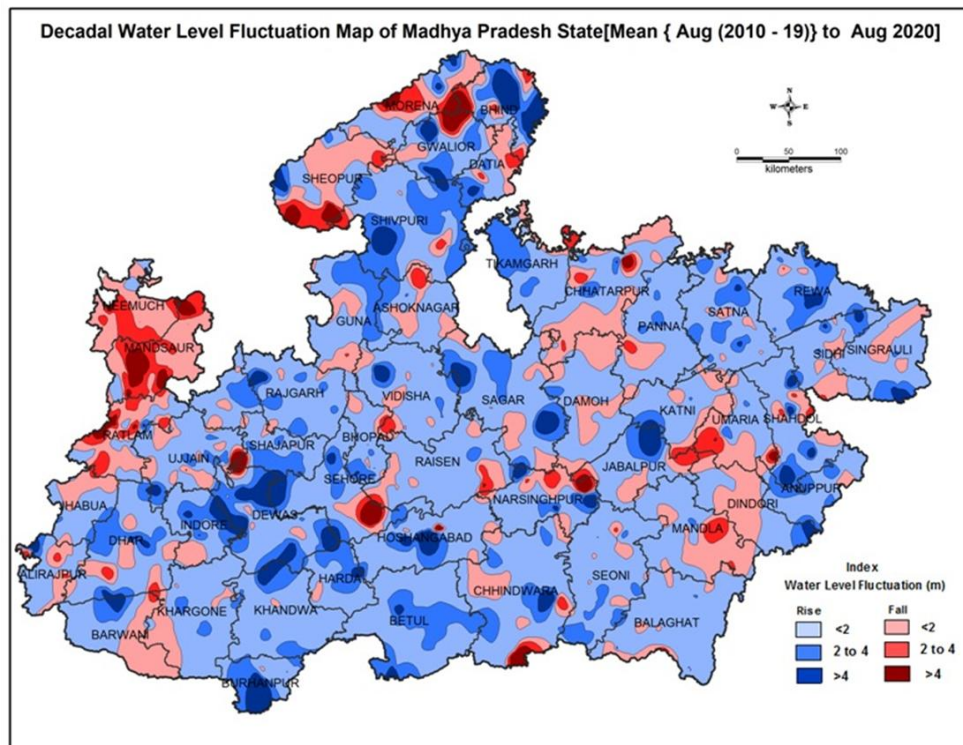 Decadal Water Level Fluctuation Map of Madhya Pradesh State[Mean { Aug (2010 - 19)} to Aug 2020]
N
W E
S
0 50 100
kilometers
MORENA
BHIND
GWALIOR
DATIA
SHEOPUR
SHIVPURI
TIKAMGARH
CHHATARPUR
REWA
NEEMUCH
ASHOKNAGAR
GUNA
PANNA
SATNA
MANDSAUR
SIDHI
SINGRAULI
RAJGARH
VIDISHA
SAGAR
DAMOH
KATNI
UMARIA
SHAHDOL
RATLAM
SHAJAPUR
BHOPAL
UJJAIN
RAISEN
JABALPUR
SEHORE
ANUPPUR
JHABUA
NARSINGHPUR
DINDORI
INDORE
DEWAS
MANDLA
DHAR
HOSHANGABAD
ALIRAJPUR
HARDA
SEONI
CHHINDWARA
KHARGONE
KHANDWA
BETUL
BALAGHAT
BARWANI
BURHANPUR
Index
Water Level Fluctuation (m)
Rise Fall
<2 <2
2 to 4 2 to 4
>4 >4